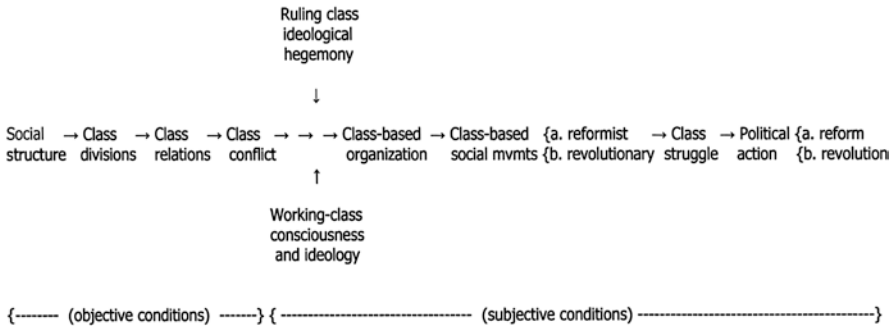 Ruling class
ideological
hegemony
↓
Social → Class → Class → Class → → → Class-based → Class-based {a. reformist → Class → Political {a. reform
structure divisions relations conflict organization social mvmts {b. revolutionary struggle action {b. revolution
↑
Working-class
consciousness
and ideology
{-------- (objective conditions) -------} { ---------------------------------- (subjective conditions) ------------------------------------------}